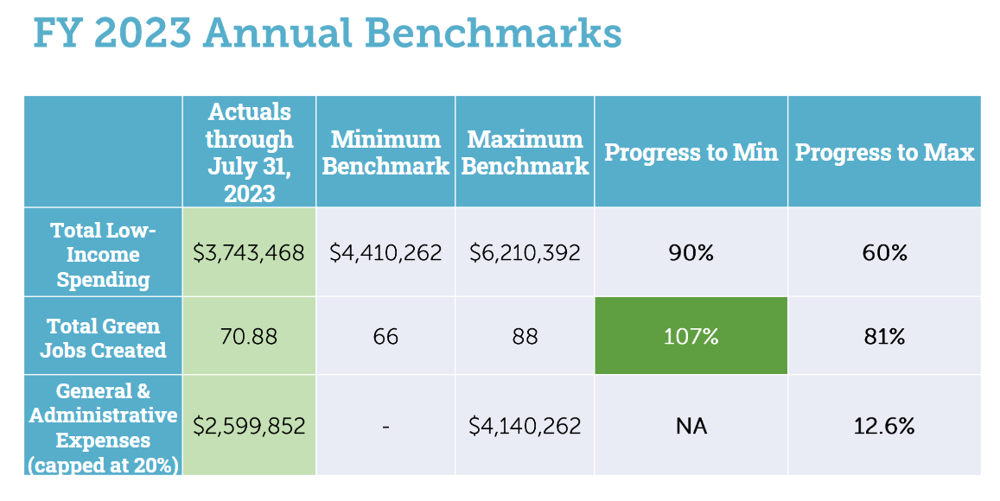 FY 2023 Annual Benchmarks
Actuals
through
July 31,
2023
Minimum
Benchmark
Maximum
Benchmark
Progress to Min
Progress to Max
Total Low-
Income
Spending
$3,743,468
$4,410,262
$6,210,392
90%
60%
Total Green
Jobs Created
70.88
66
88
107%
81%
General &
Administrative
Expenses
(capped at 20%)
$2,599,852
-
$4,140,262
NA
12.6%